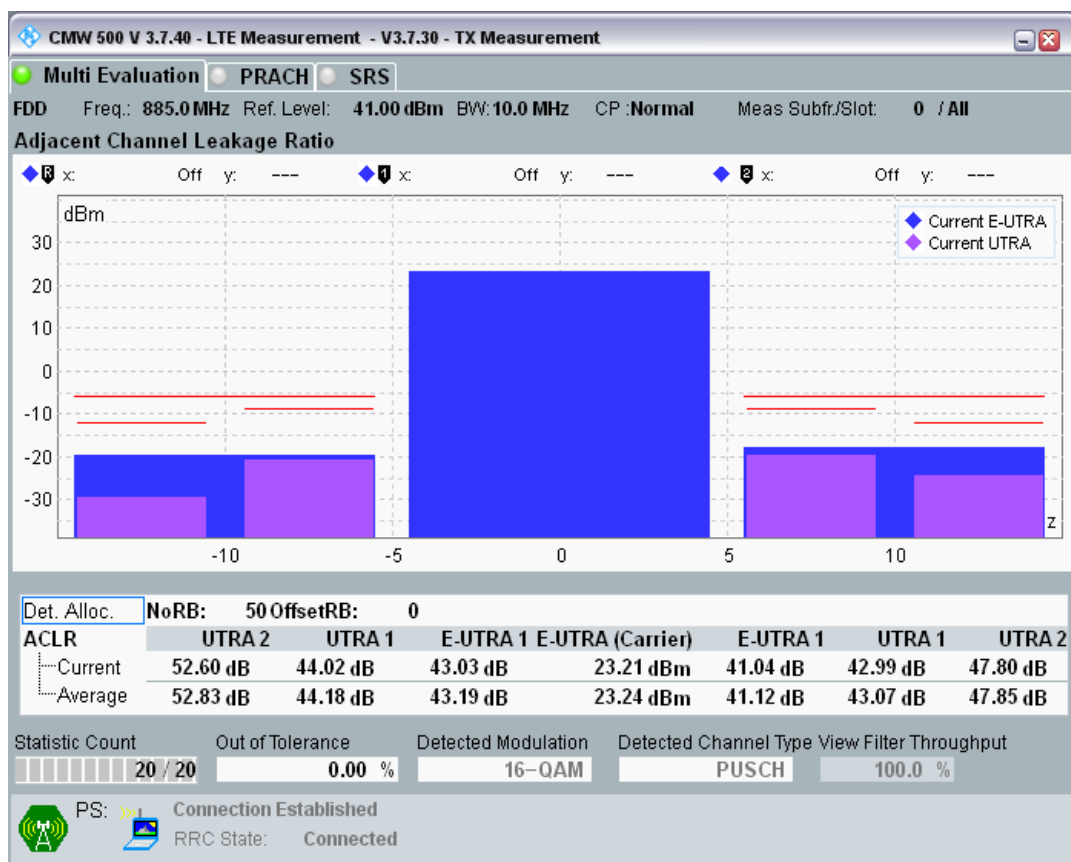 CMW 500 V 3.7.40 - LTE Measurement - V3.7.30 - TX Measurement
Multi Evaluation PRACH SRS
FDD Freq.: 885.0 MHz Ref. Level: 41.00 dBm BW: 10.0 MHz CP :Normal Meas Subfr./Slot: 0 / All
Adjacent Channel Leakage Ratio
R x: Off y: --- 1 x: Off y: --- 2 x: Off y: ---
dBm
Current E-UTRA
Current UTRA
30
20
10
0
-10
-20
-30
z
-10 -5 0 5 10
Det. Alloc. NoRB: 50 OffsetRB: 0
ACLR UTRA 2 UTRA 1 E-UTRA 1 E-UTRA (Carrier) E-UTRA 1 UTRA 1 UTRA 2
Current 52.60 dB 44.02 dB 43.03 dB 23.21 dBm 41.04 dB 42.99 dB 47.80 dB
Average 52.83 dB 44.18 dB 43.19 dB 23.24 dBm 41.12 dB 43.07 dB 47.85 dB
Statistic Count Out of Tolerance Detected Modulation Detected Channel Type View Filter Throughput
20 / 20 0.00 % 16-QAM PUSCH 100.0 %
PS: Connection Established
RRC State: Connected